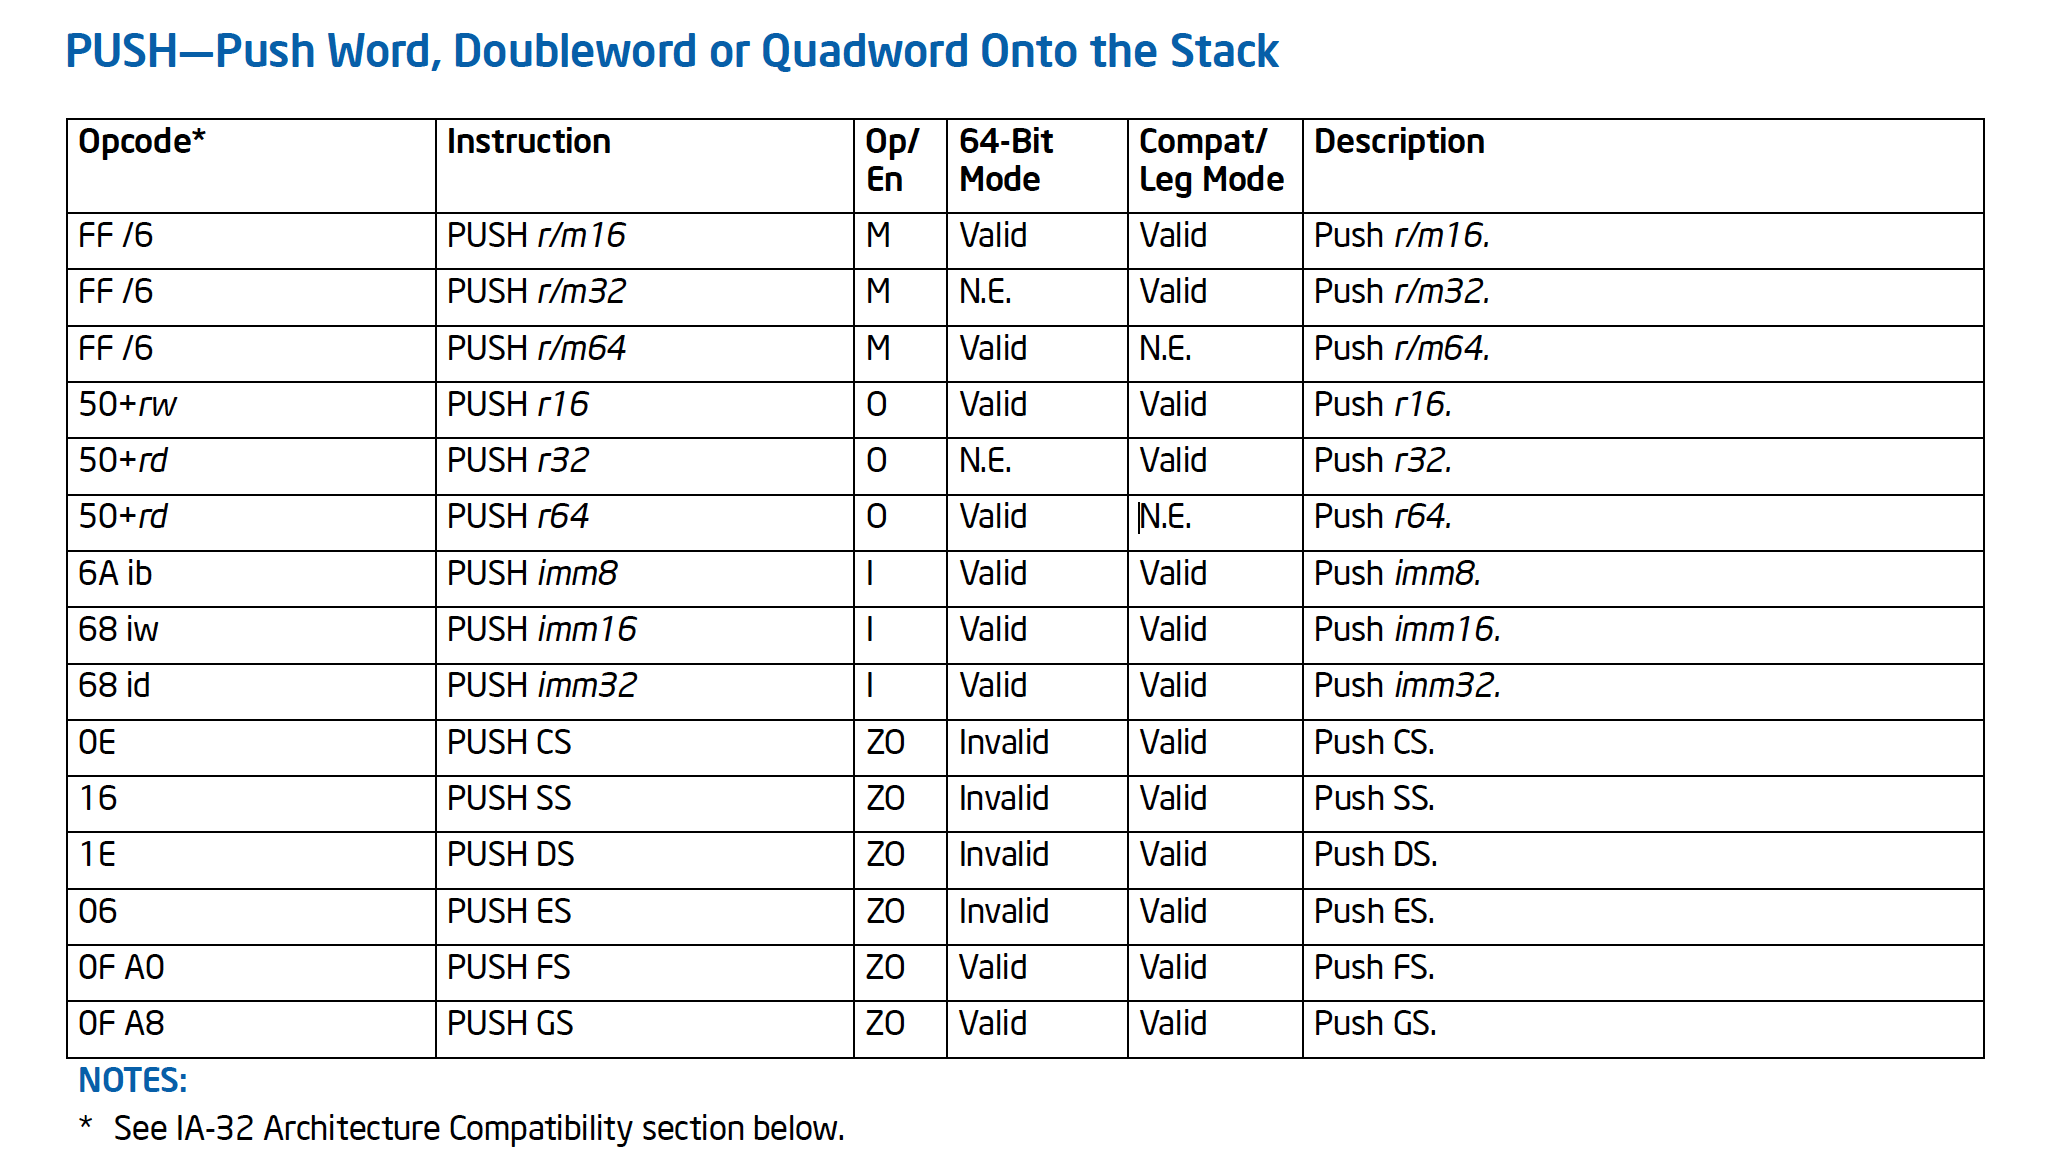 PUSH—Push Word, Doubleword or Quadword Onto the Stack
Opcode* Instruction Op/ 64-Bit Compat/ Description
En Mode Leg Mode
FF /6 PUSH r/m16 M Valid Valid Push r/m16.
FF /6 PUSH r/m32 M N.E. Valid Push r/m32.
FF /6 PUSH r/m64 M Valid N.E. Push r/m64.
50+rw PUSH r16 O Valid Valid Push r16.
50+rd PUSH r32 O N.E. Valid Push r32.
50+rd PUSH r64 O Valid N.E. Push r64.
6A ib PUSH imm8 I Valid Valid Push imm8.
68 iw PUSH imm16 I Valid Valid Push imm16.
68 id PUSH imm32 I Valid Valid Push imm32.
0E PUSH CS ZO Invalid Valid Push CS.
16 PUSH SS ZO Invalid Valid Push SS.
1E PUSH DS ZO Invalid Valid Push DS.
06 PUSH ES ZO Invalid Valid Push ES.
0F A0 PUSH FS ZO Valid Valid Push FS.
0F A8 PUSH GS ZO Valid Valid Push GS.
NOTES:
* See IA-32 Architecture Compatibility section below.